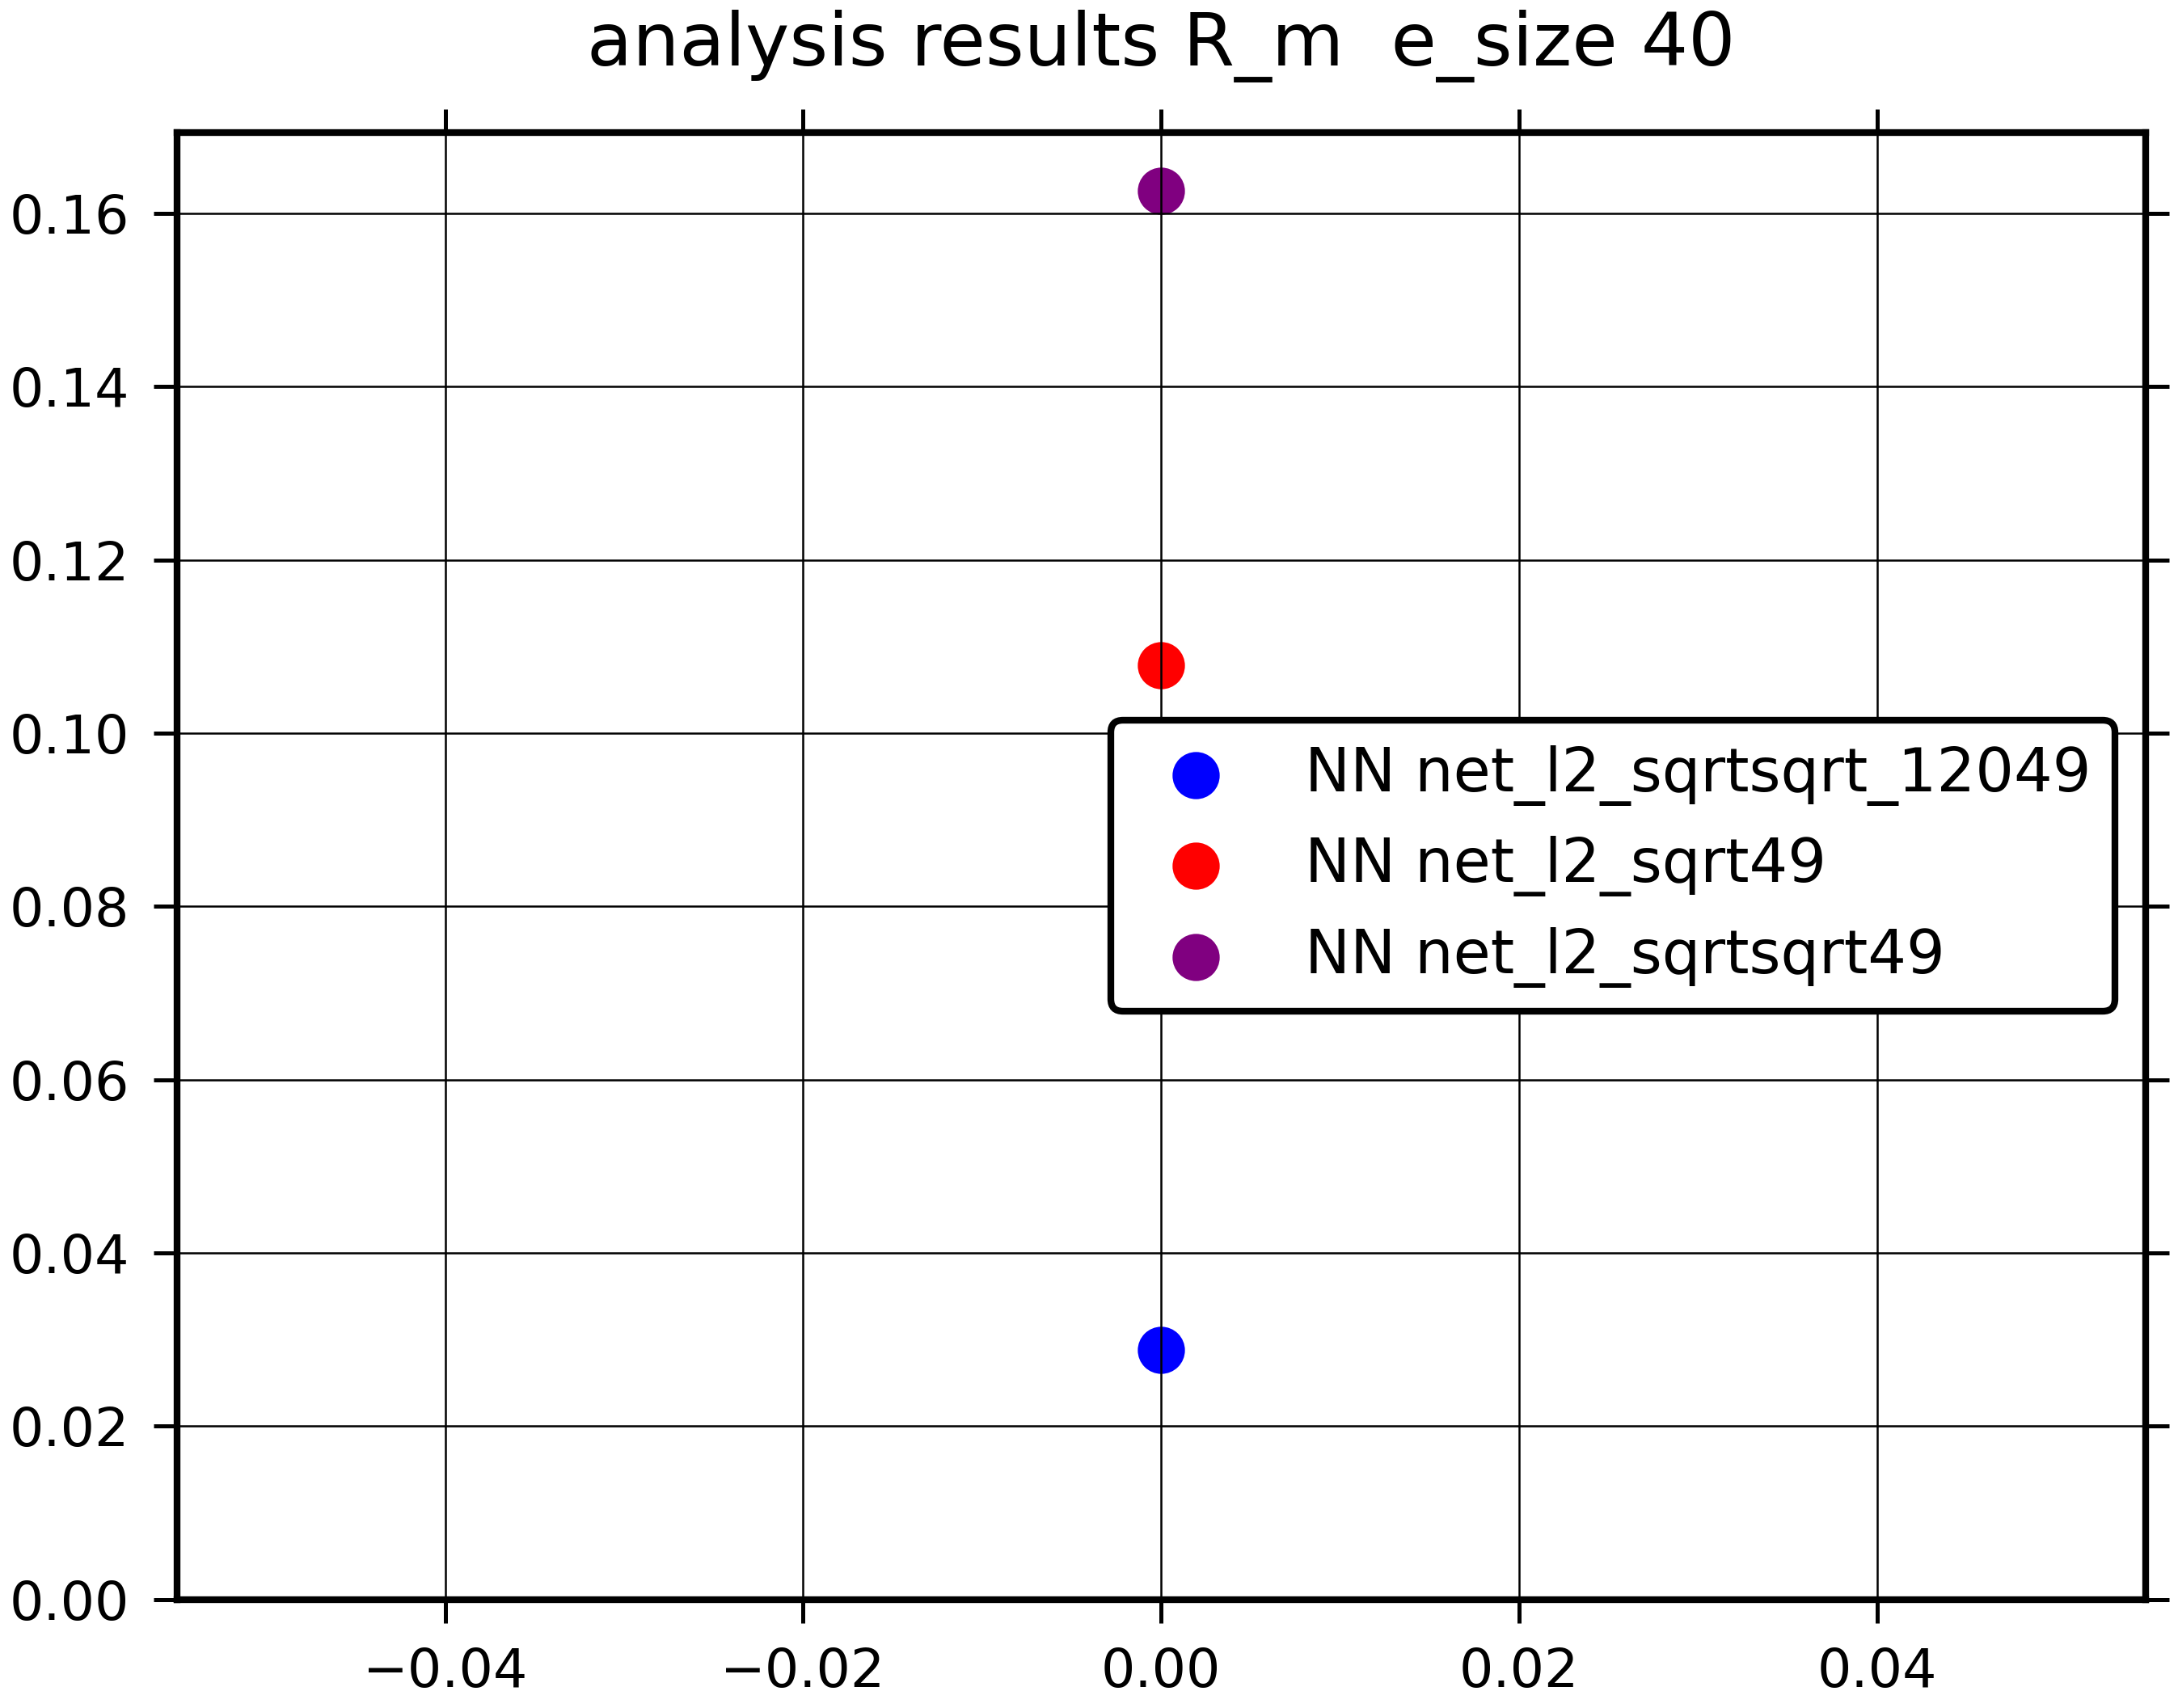 analysis results R_m  e_size 40
0.16
0.14
0.12
0.10
0.08
0.06
0.04
0.02
0.00
NN net_l2_sqrtsqrt_12049
NN net_l2_sqrt49
NN net_l2_sqrtsqrt49
−0.04 −0.02 0.00 0.02 0.04